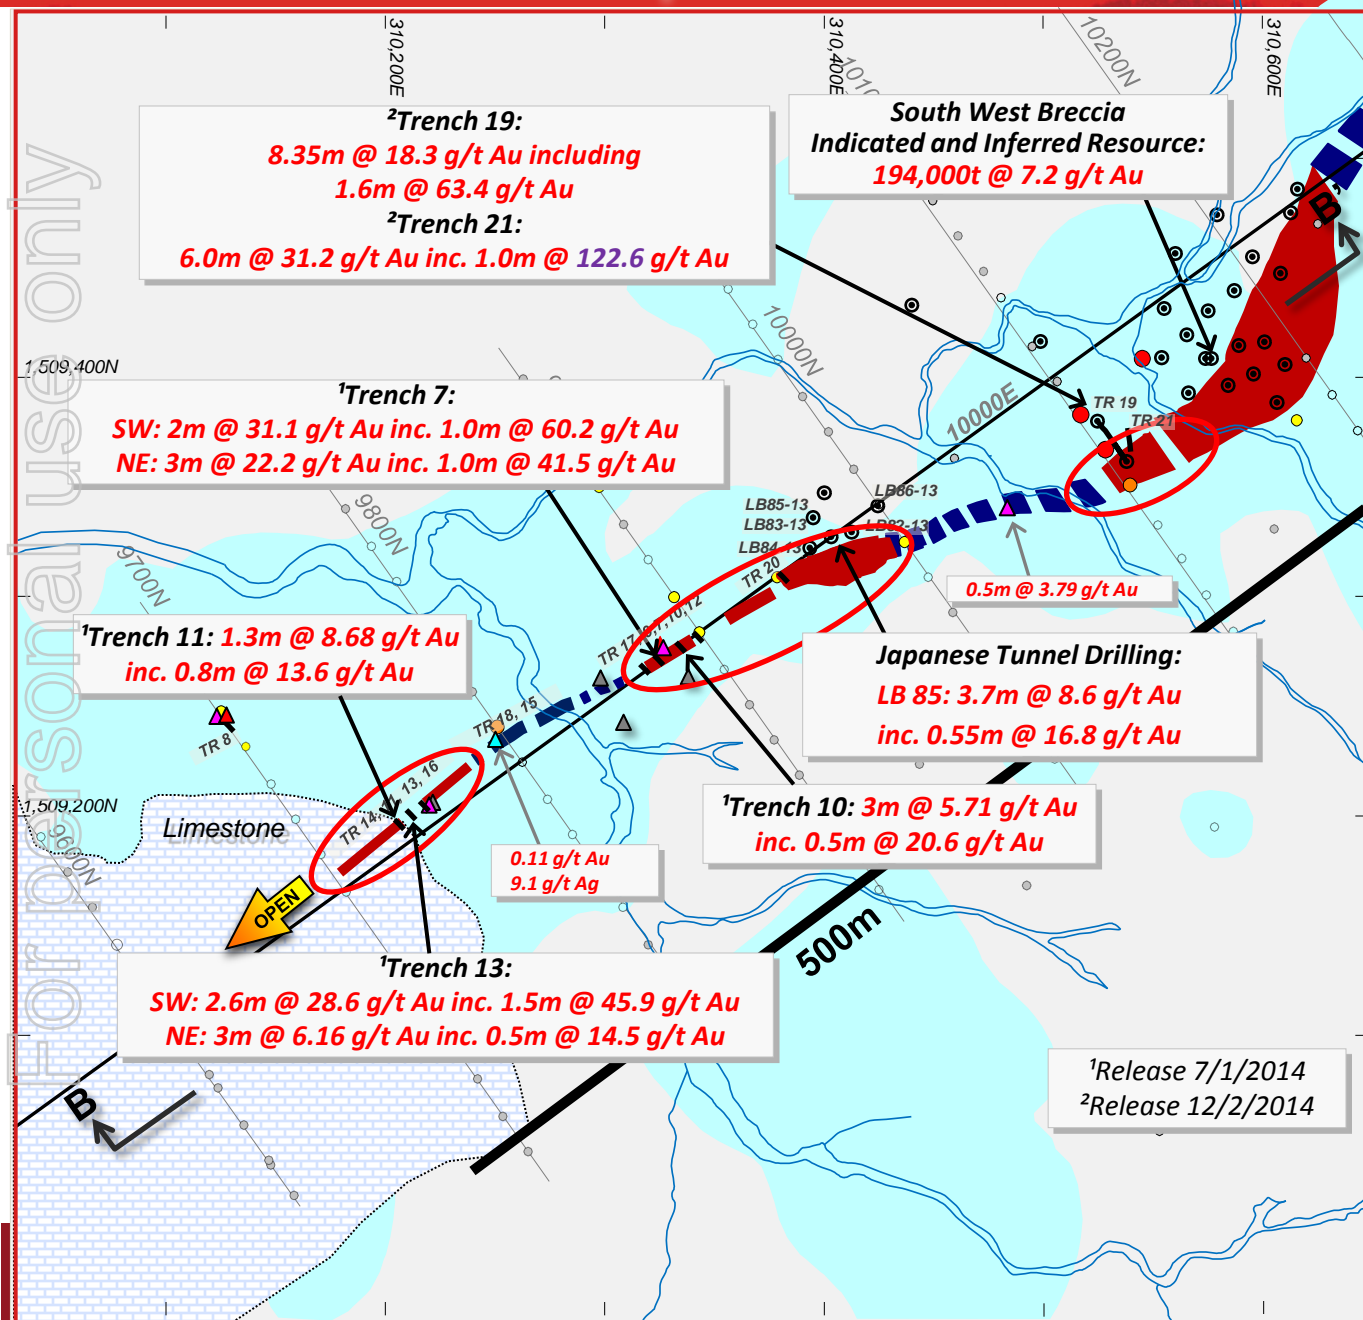 310,200E
310,400E
10200N
310,600E
²Trench 19:
8.35m @ 18.3 g/t Au including
1.6m @ 63.4 g/t Au
²Trench 21:
6.0m @ 31.2 g/t Au inc. 1.0m @ 122.6 g/t Au
South West Breccia
Indicated and Inferred Resource:
194,000t @ 7.2 g/t Au
B'
10000N
1,509,400N
¹Trench 7:
SW: 2m @ 31.1 g/t Au inc. 1.0m @ 60.2 g/t Au
NE: 3m @ 22.2 g/t Au inc. 1.0m @ 41.5 g/t Au
10000E
TR 19
TR 21
LB86-13
LB85-13
LB83-13
LB82-13
LB84-13
9800N
9700N
TR 20
0.5m @ 3.79 g/t Au
¹Trench 11: 1.3m @ 8.68 g/t Au
inc. 0.8m @ 13.6 g/t Au
Japanese Tunnel Drilling:
LB 85: 3.7m @ 8.6 g/t Au
inc. 0.55m @ 16.8 g/t Au
TR 18, 15
TR 8
13, 16
TR 14,
1,509,200N
Limestone
9600N
¹Trench 10: 3m @ 5.71 g/t Au
inc. 0.5m @ 20.6 g/t Au
0.11 g/t Au
9.1 g/t Ag
OPEN
500m
¹Trench 13:
SW: 2.6m @ 28.6 g/t Au inc. 1.5m @ 45.9 g/t Au
NE: 3m @ 6.16 g/t Au inc. 0.5m @ 14.5 g/t Au
B
¹Release 7/1/2014
²Release 12/2/2014
For personal use only